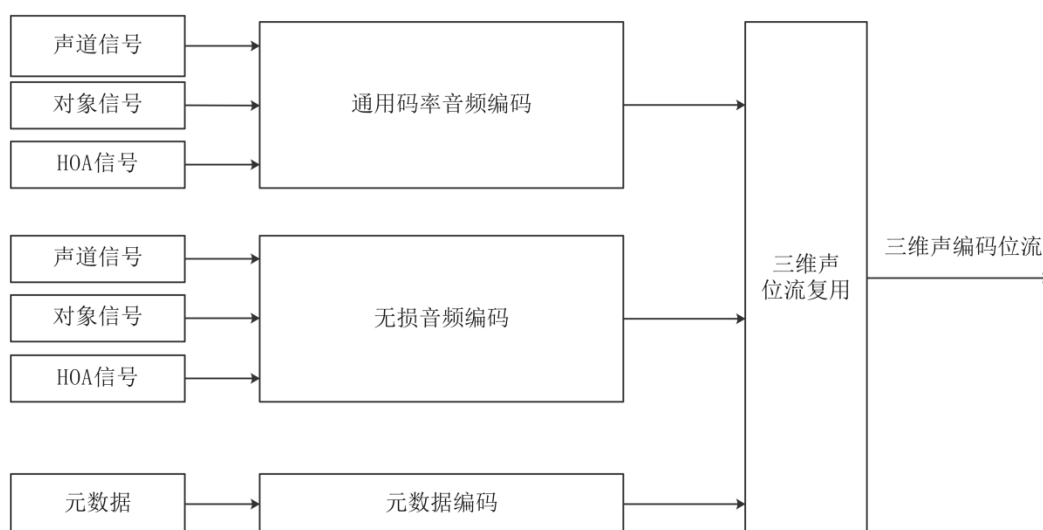 声道信号
对象信号
HOA信号
通用码率音频编码
声道信号
对象信号
HOA信号
无损音频编码
元数据
元数据编码
三维声
位流复用
三维声编码位流